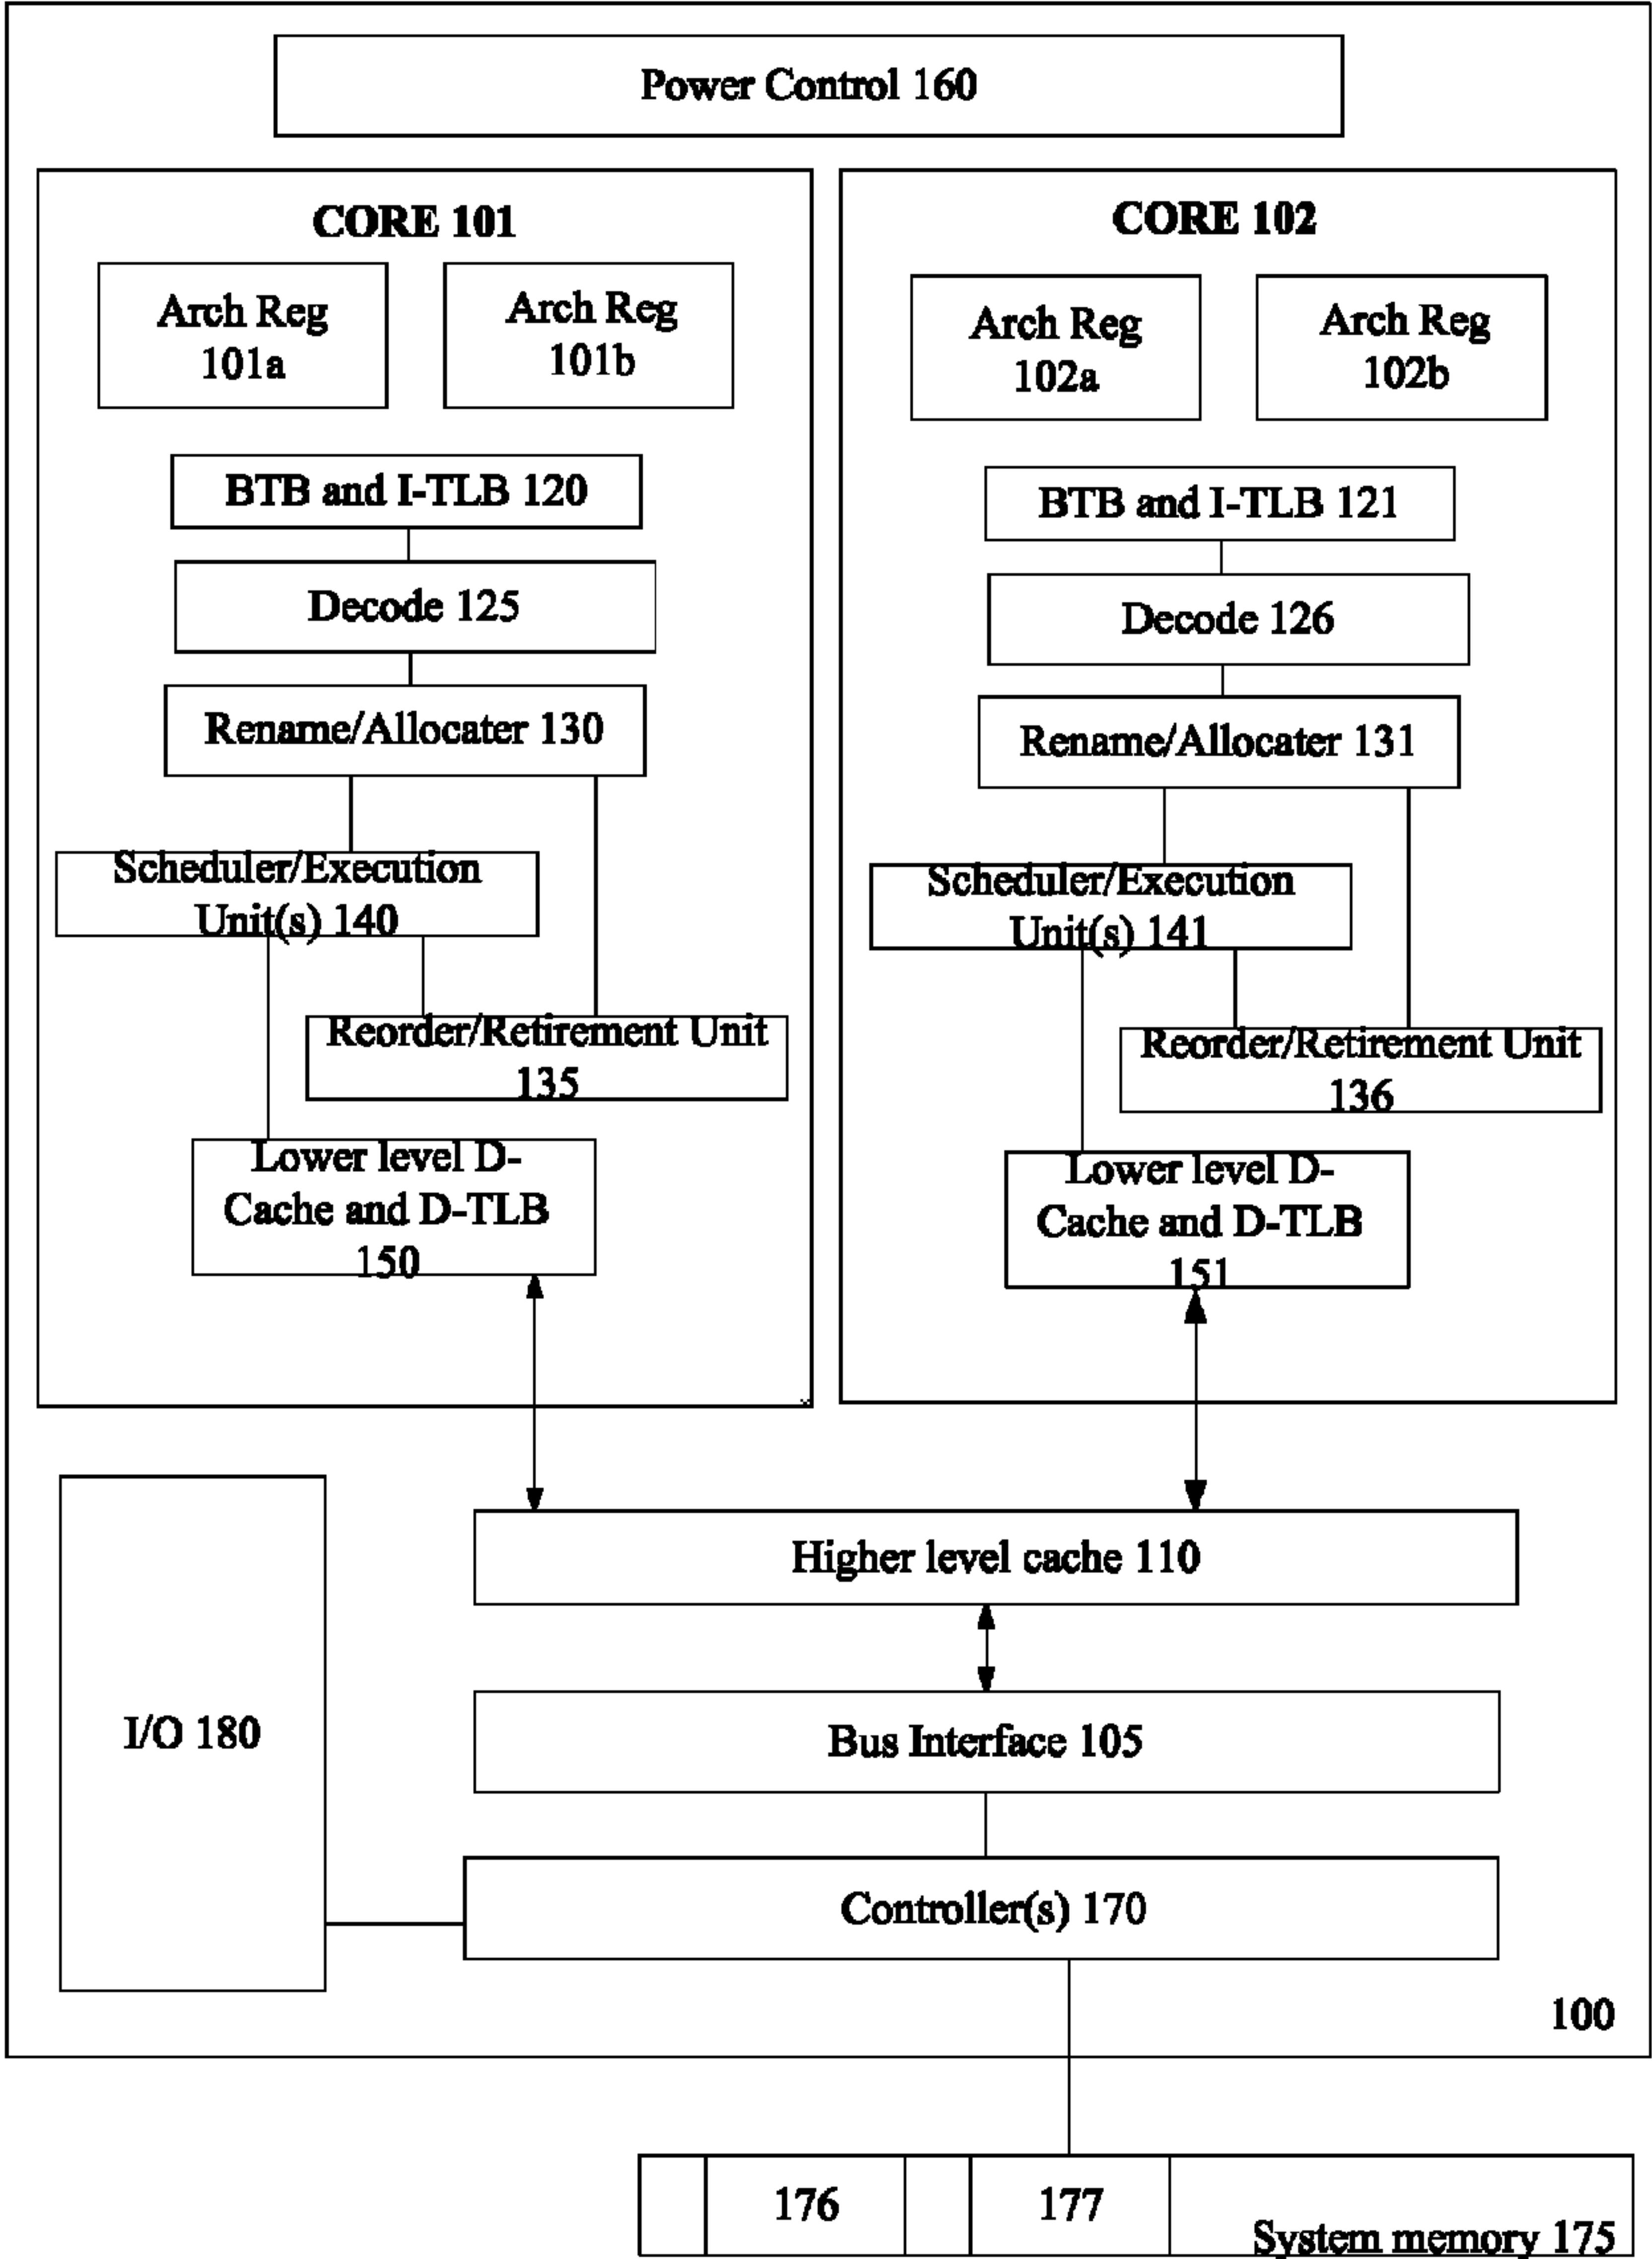 Power Control 160
CORE 101
Arch Reg
101a
Arch Reg
101b
BTB and I-TLB 120
Decode 125
Rename/Allocater 130
Scheduler/Execution
Unit(s) 140
Reorder/Retirement Unit
135
Lower level D-
Cache and D-TLB
150
CORE 102
Arch Reg
102a
Arch Reg
102b
BTB and I-TLB 121
Decode 126
Rename/Allocater 131
Scheduler/Execution
Unit(s) 141
Reorder/Retirement Unit
136
Lower level D-
Cache and D-TLB
151
Higher level cache 110
I/O 180
Bus Interface 105
Controller(s) 170
100
176
177
System memory 175